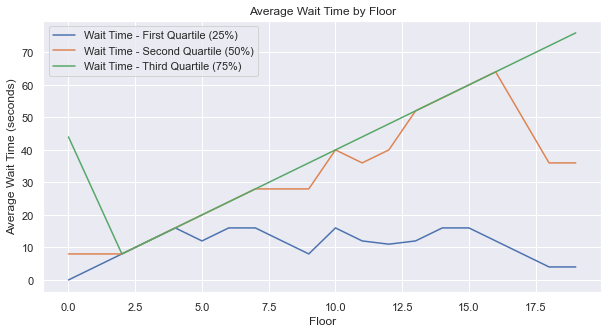 Average Wait Time by Floor
Wait Time - First Quartile (25%)
Wait Time - Second Quartile (50%)
Wait Time - Third Quartile (75%)
Average Wait Time (seconds)
70
60
50
40
30
20
10
0
0.0 2.5 5.0 7.5 10.0 12.5 15.0 17.5
Floor